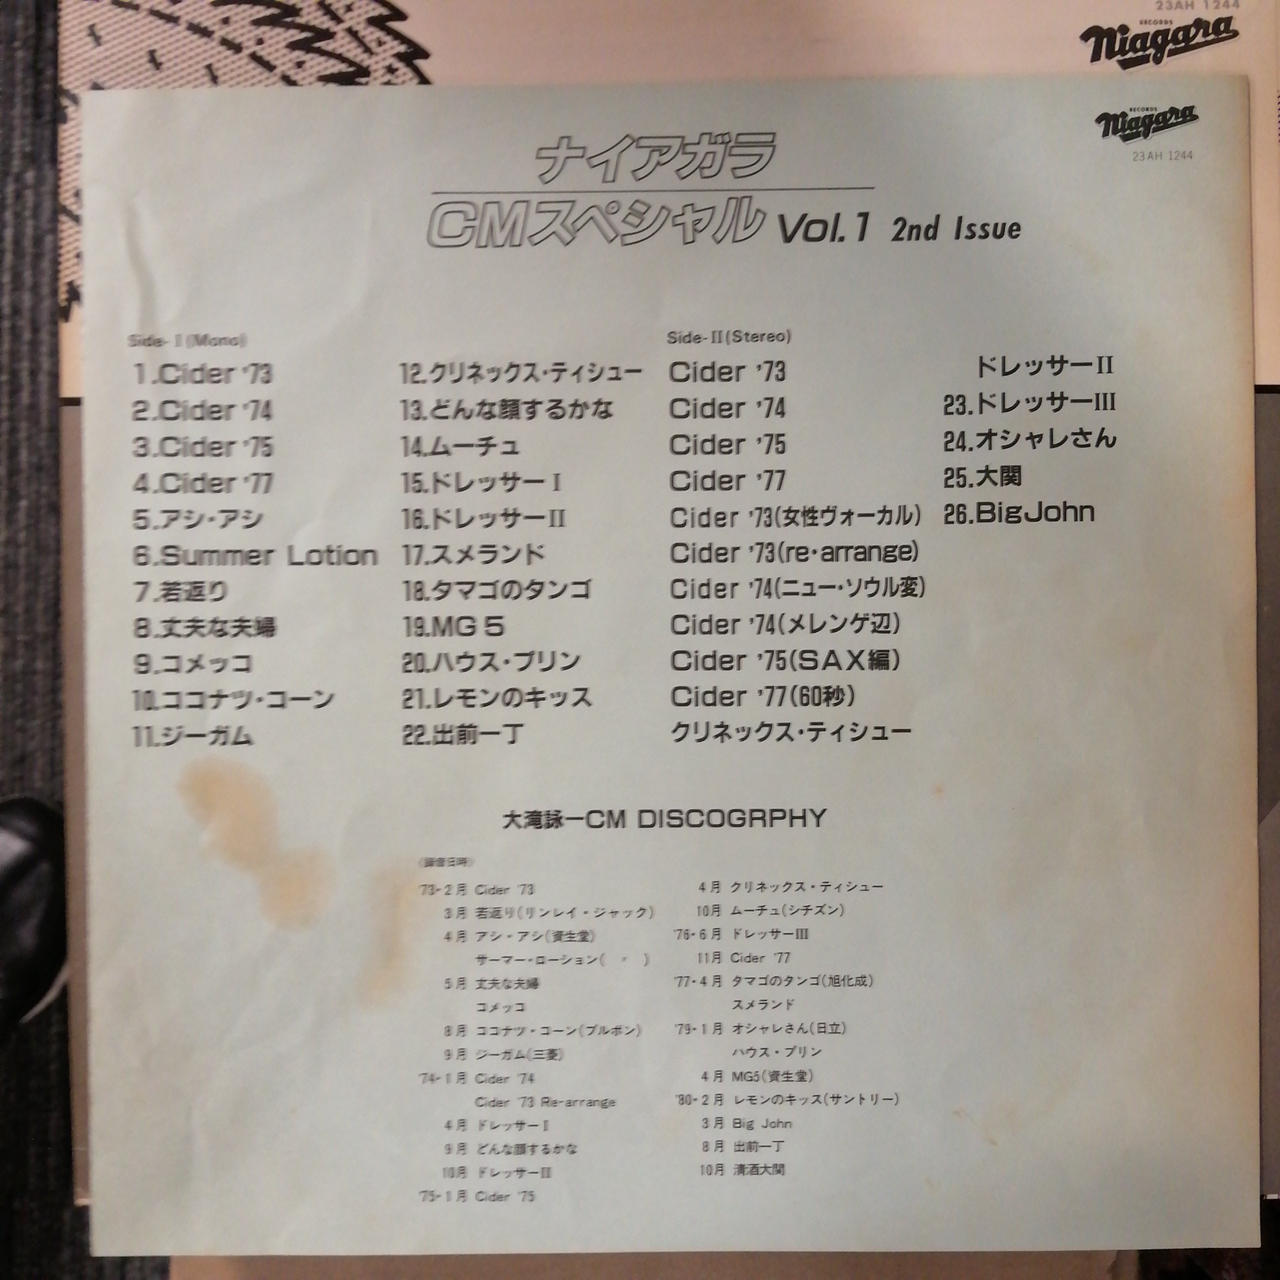 23AH 1244
RECORDS
Niagara
RECORDS
Niagara
23AH 1244
ナイアガラ
CMスペシャル Vol.1 2nd Issue
Side-I(Mono)
1.Cider '73
2.Cider '74
3.Cider '75
4.Cider '77
5.アシ・アシ
6.Summer Lotion
7.若返り
8.丈夫な夫婦
9.コメッコ
10.ココナツ・コーン
11.ジーガム
12.クリネックス・ティシュー
13.どんな顔するかな
14.ムーチュ
15.ドレッサーI
16.ドレッサーII
17.スメランド
18.タマゴのタンゴ
19.MG5
20.ハウス・プリン
21.レモンのキッス
22.出前一丁
Side-II(Stereo)
Cider '73
Cider '74
Cider '75
Cider '77
Cider '73(女性ヴォーカル)
Cider '73(re・arrange)
Cider '74(ニュー・ソウル変)
Cider '74(メレンゲ辺)
Cider '75(SAX編)
Cider '77(60秒)
クリネックス・ティシュー
ドレッサーII
23.ドレッサーIII
24.オシャレさん
25.大関
26.BigJohn
大滝詠一CM DISCOGRPHY
(録音日時)
'73・2月 Cider '73
3月 若返り(リンレイ・ジャック)
4月 アシ・アシ(資生堂)
サーマー・ローション( 〃 )
5月 丈夫な夫婦
コメッコ
8月 ココナツ・コーン(ブルボン)
9月 ジーガム(三菱)
'74・1月 Cider '74
Cider '73 Re-arrange
4月 ドレッサーI
9月 どんな顔するかな
10月 ドレッサーII
'75・1月 Cider '75
4月 クリネックス・ティシュー
10月 ムーチュ(シチズン)
'76・6月 ドレッサーIII
11月 Cider '77
'77・4月 タマゴのタンゴ(旭化成)
スメランド
'79・1月 オシャレさん(日立)
ハウス・プリン
4月 MG5(資生堂)
'80・2月 レモンのキッス(サントリー)
3月 Big John
8月 出前一丁
10月 清酒大関